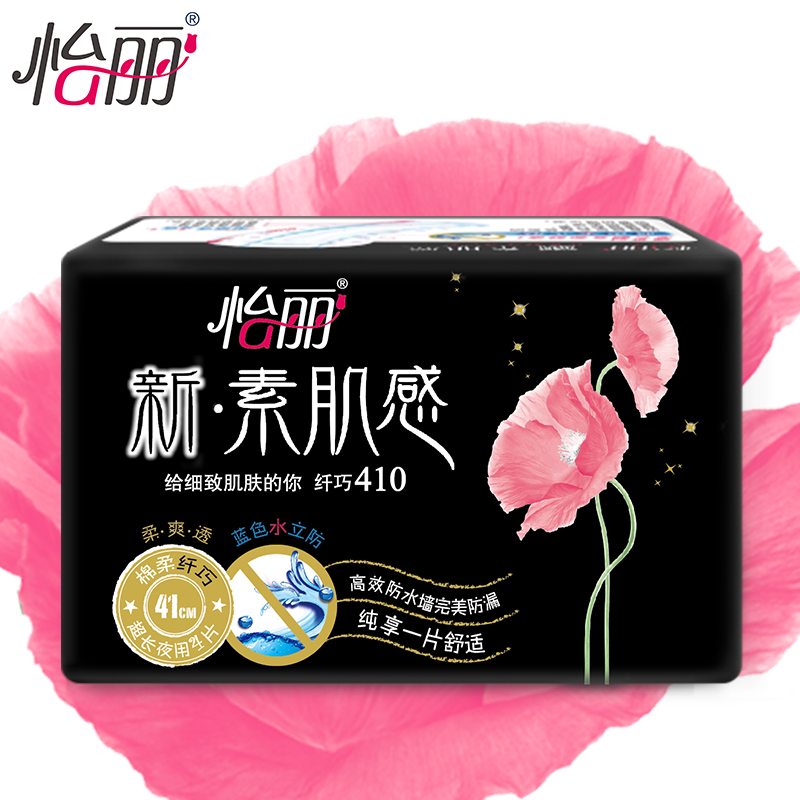 怡丽®
怡丽®
新·素肌感
给细致肌肤的你 纤巧410
柔·爽·透
蓝色水立防
棉柔纤巧
41CM
超长夜用4片
高效防水墙完美防漏
纯享一片舒适